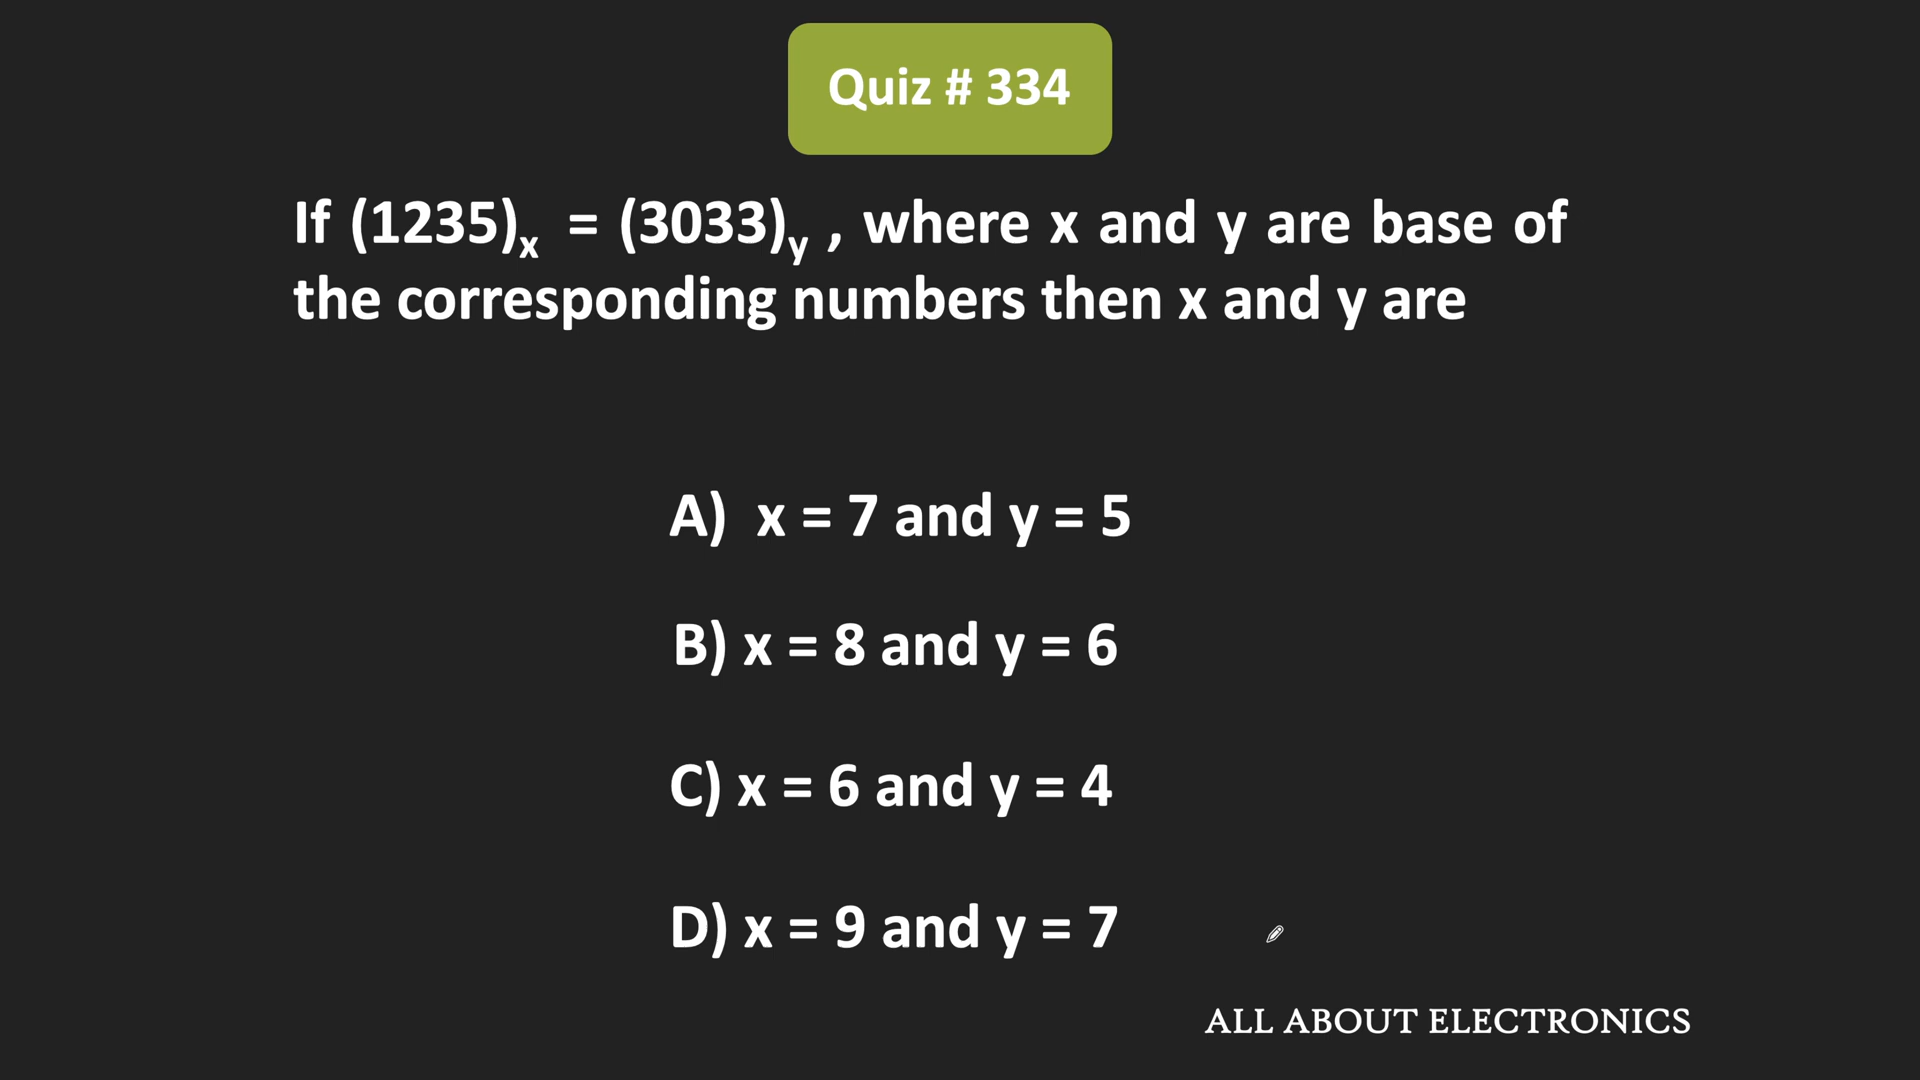 Quiz # 334
If (1235)x = (3033)y , where x and y are base of
the corresponding numbers then x and y are
A) x = 7 and y = 5
B) x = 8 and y = 6
C) x = 6 and y = 4
D) x = 9 and y = 7
ALL ABOUT ELECTRONICS